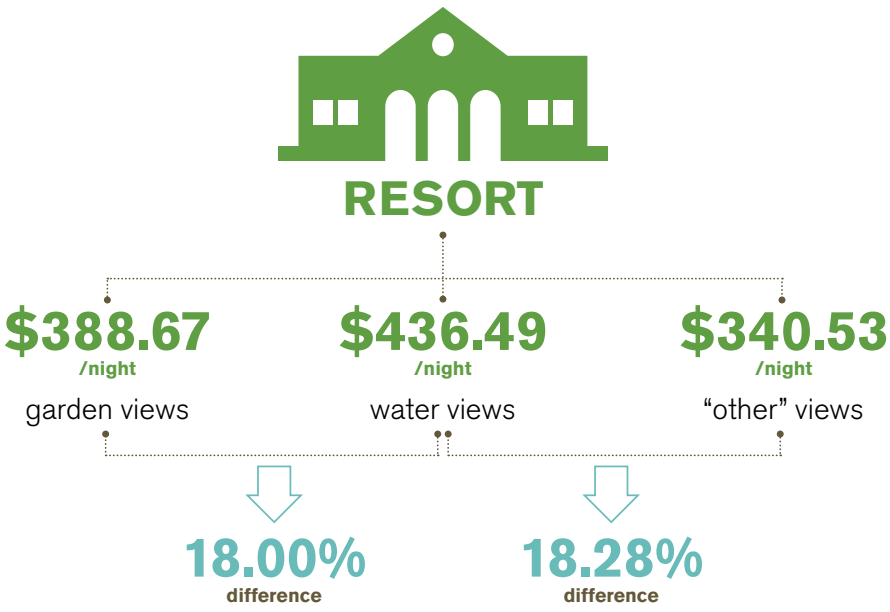 RESORT
$388.67
/night
garden views
$436.49
/night
water views
$340.53
/night
“other” views
18.00%
difference
18.28%
difference